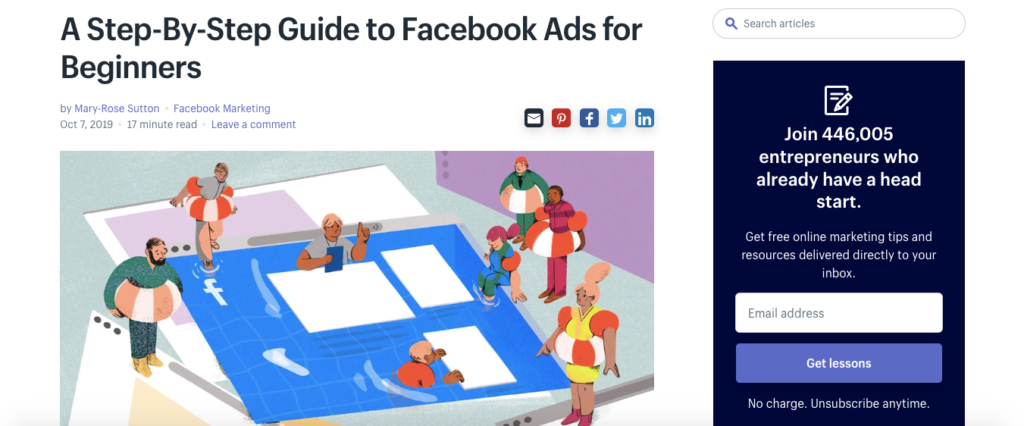 A Step-By-Step Guide to Facebook Ads for
Beginners
by Mary-Rose Sutton • Facebook Marketing
Oct 7, 2019 • 17 minute read • Leave a comment
Search articles
Join 446,005
entrepreneurs who
already have a head
start.
Get free online marketing tips and
resources delivered directly to your
inbox.
Email address
Get lessons
No charge. Unsubscribe anytime.